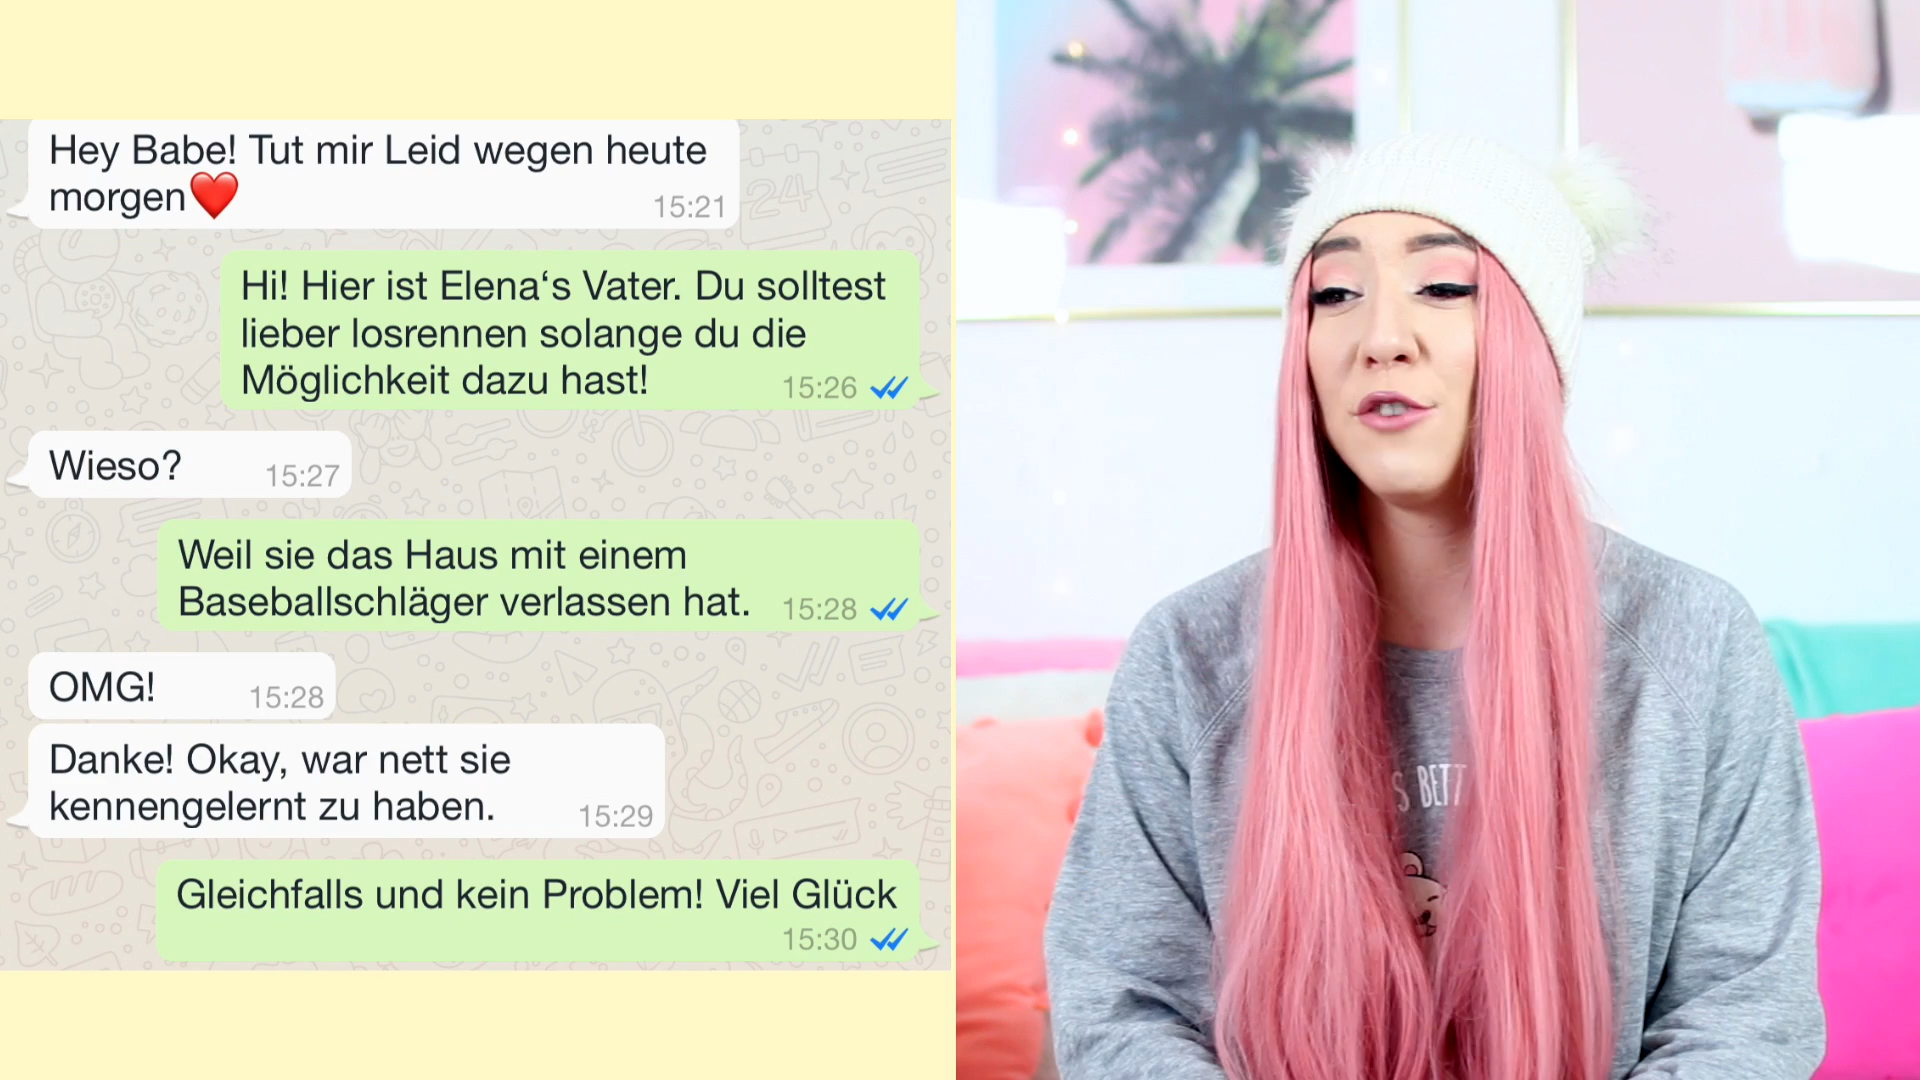 Hey Babe! Tut mir Leid wegen heute
morgen❤️
15:21
Hi! Hier ist Elena‘s Vater. Du solltest
lieber losrennen solange du die
Möglichkeit dazu hast!
15:26
Wieso?
15:27
Weil sie das Haus mit einem
Baseballschläger verlassen hat.
15:28
OMG!
15:28
Danke! Okay, war nett sie
kennengelernt zu haben.
15:29
Gleichfalls und kein Problem! Viel Glück
15:30